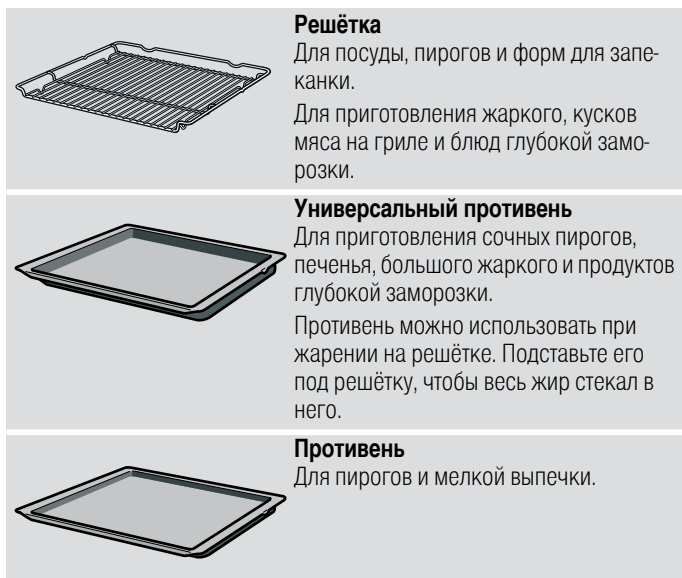 Решётка
Для посуды, пирогов и форм для запе-
канки.
Для приготовления жаркого, кусков
мяса на гриле и блюд глубокой замо-
розки.
Универсальный противень
Для приготовления сочных пирогов,
печенья, большого жаркого и продуктов
глубокой заморозки.
Противень можно использовать при
жарении на решётке. Подставьте его
под решётку, чтобы весь жир стекал в
него.
Противень
Для пирогов и мелкой выпечки.